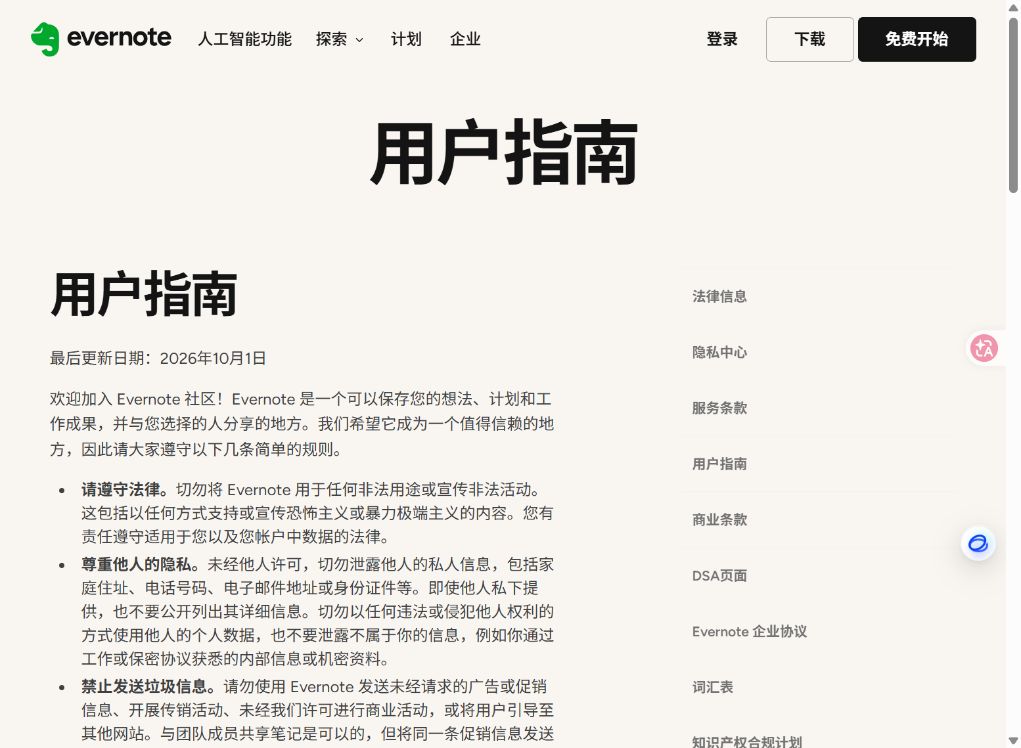 evernote 人工智能功能 探索 计划 企业 登录 下载 免费开始
用户指南
用户指南
最后更新日期：2026年10月1日
欢迎加入 Evernote 社区！Evernote 是一个可以保存您的想法、计划和工
作成果，并与您选择的人分享的地方。我们希望它成为一个值得信赖的地
方，因此请大家遵守以下几条简单的规则。
• 请遵守法律。切勿将 Evernote 用于任何非法用途或宣传非法活动。
这包括以任何方式支持或宣传恐怖主义或暴力极端主义的内容。您有
责任遵守适用于您以及您帐户中数据的法律。
• 尊重他人的隐私。未经他人许可，切勿泄露他人的私人信息，包括家
庭住址、电话号码、电子邮件地址或身份证件等。即使他人私下提
供，也不要公开列出其详细信息。切勿以任何违法或侵犯他人权利的
方式使用他人的个人数据，也不要泄露不属于你的信息，例如你通过
工作或保密协议获悉的内部信息或机密资料。
• 禁止发送垃圾信息。请勿使用 Evernote 发送未经请求的广告或促销
信息、开展传销活动、未经我们许可进行商业活动，或将用户引导至
其他网站。与团队成员共享笔记是可以的，但将同一条促销信息发送
法律信息
隐私中心
服务条款
用户指南
商业条款
DSA页面
Evernote 企业协议
词汇表
知识产权合规计划